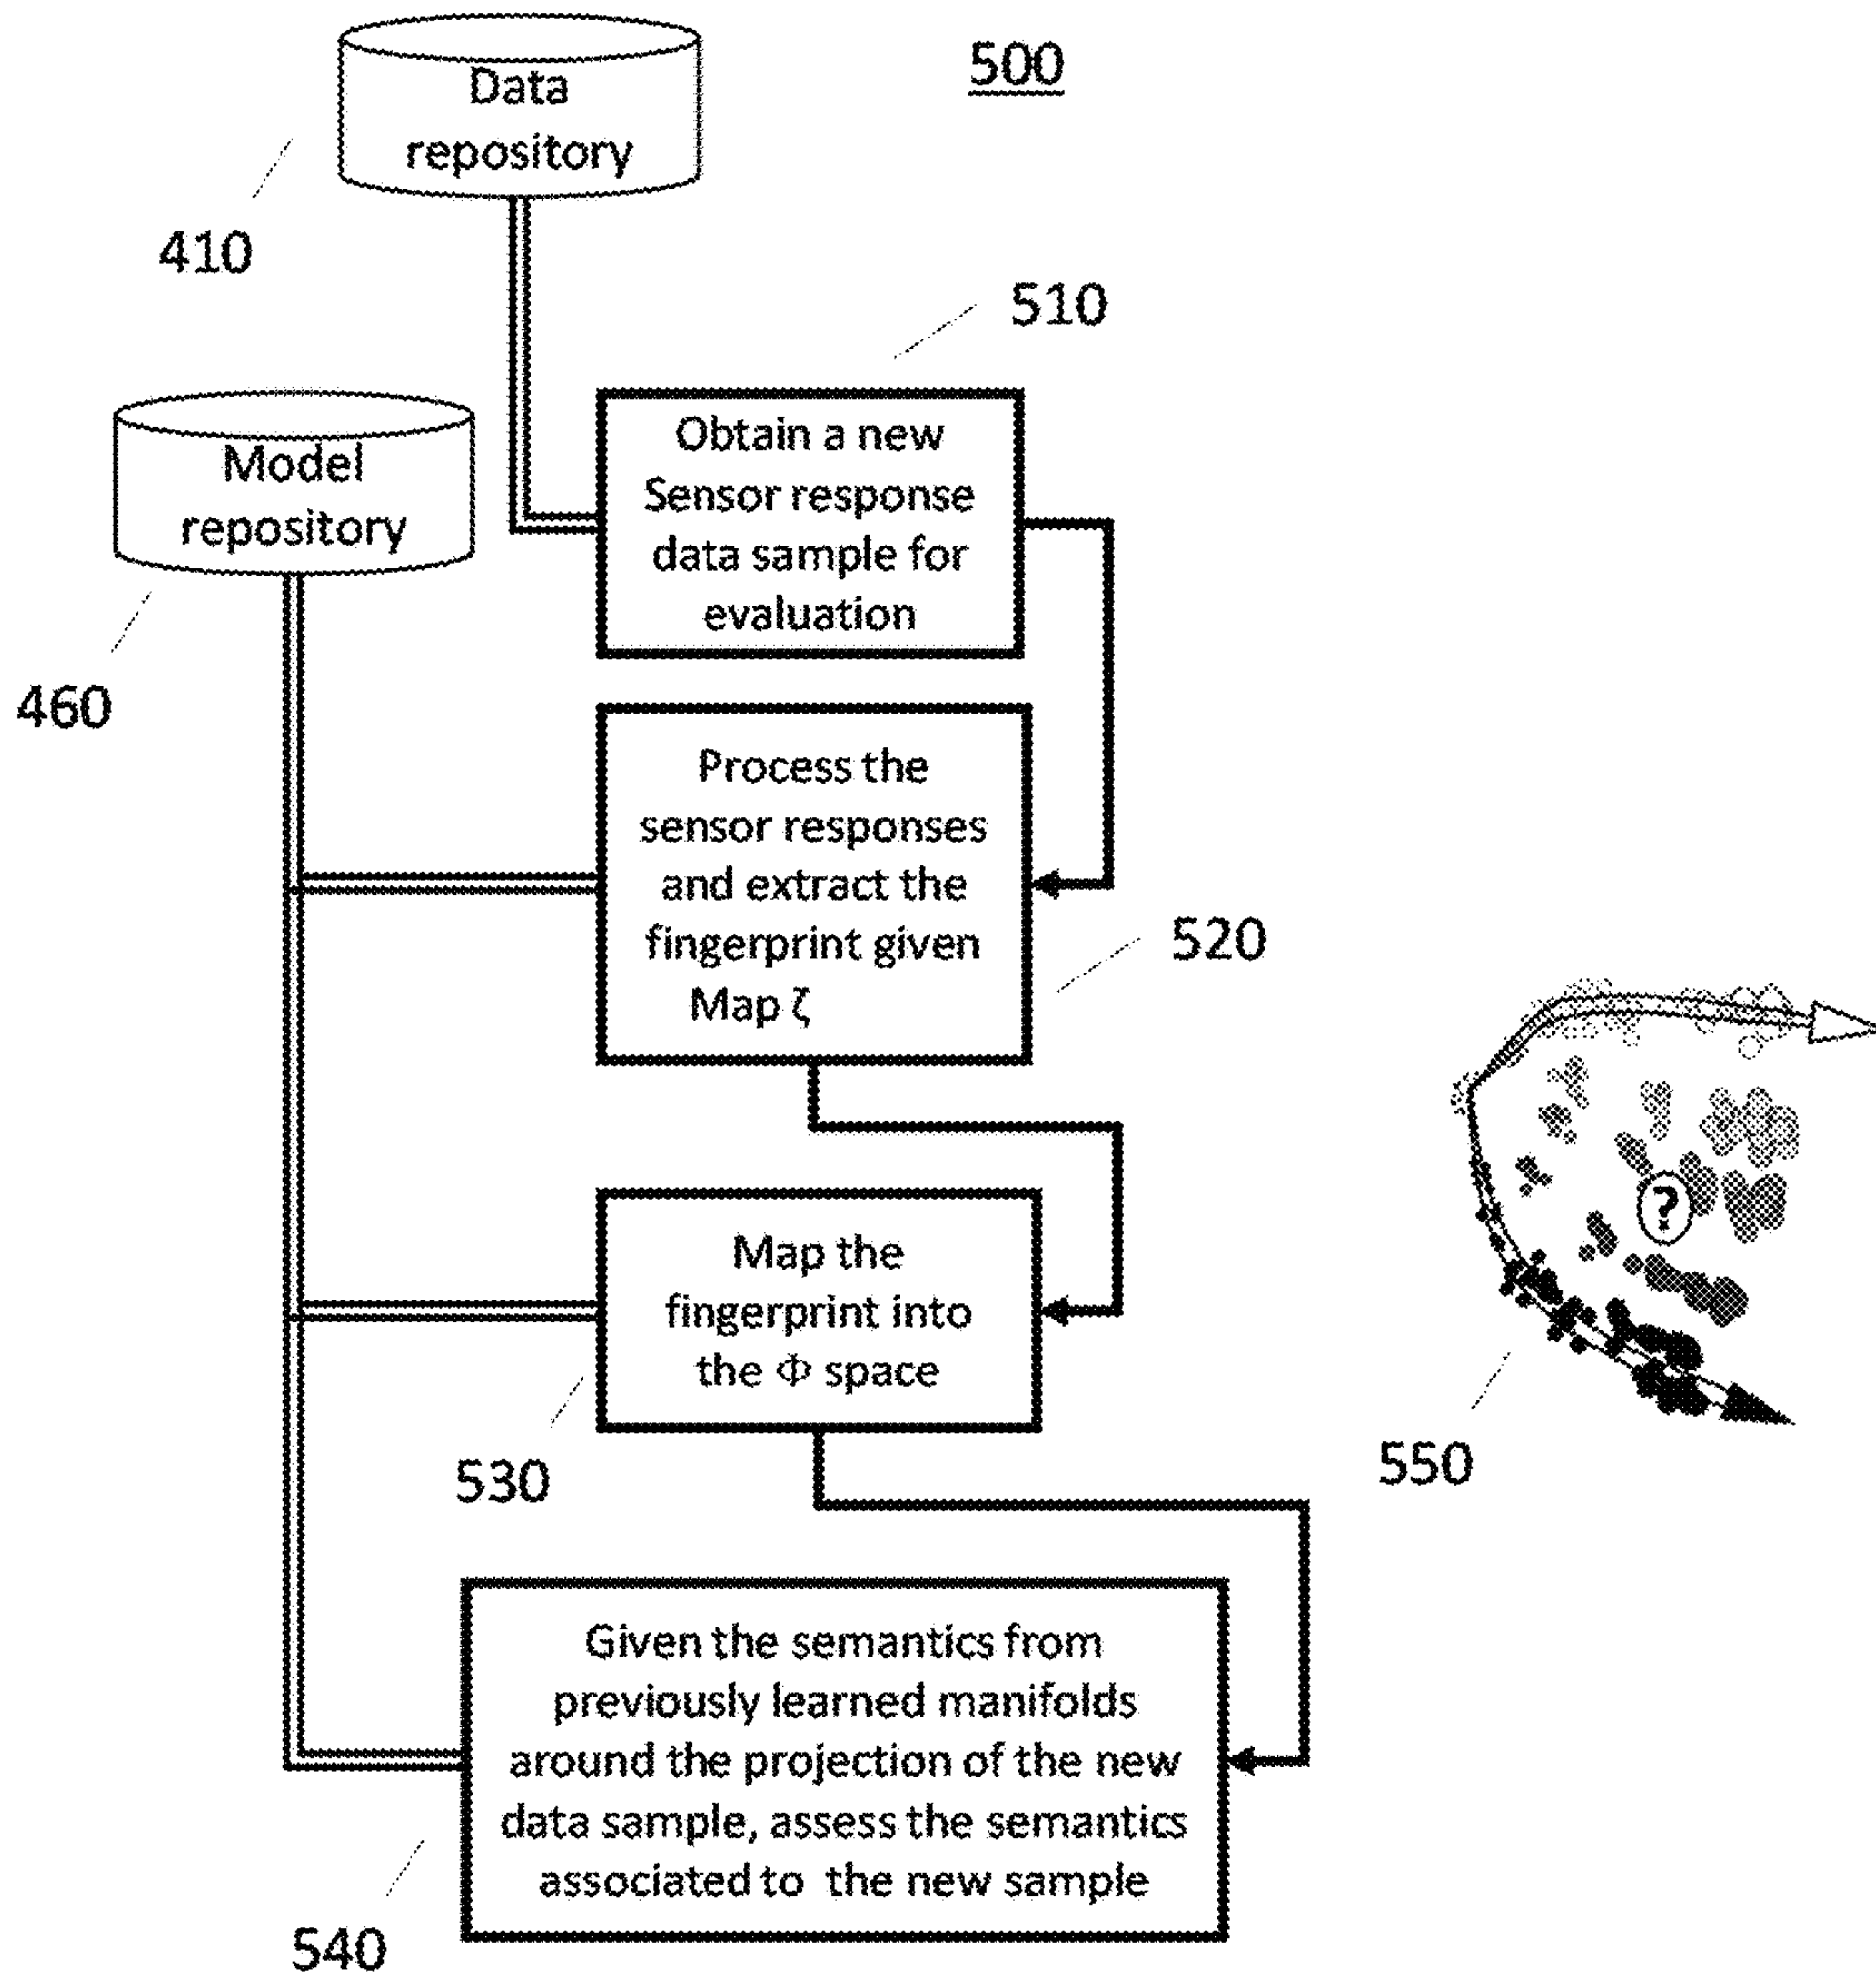 Data
repository
500
410
510
Model
repository
460
Obtain a new
Sensor response
data sample for
evaluation
Process the
sensor responses
and extract the
fingerprint given
Map ζ
520
Map the
fingerprint into
the Φ space
530
?
550
Given the semantics from
previously learned manifolds
around the projection of the new
data sample, assess the semantics
associated to the new sample
540